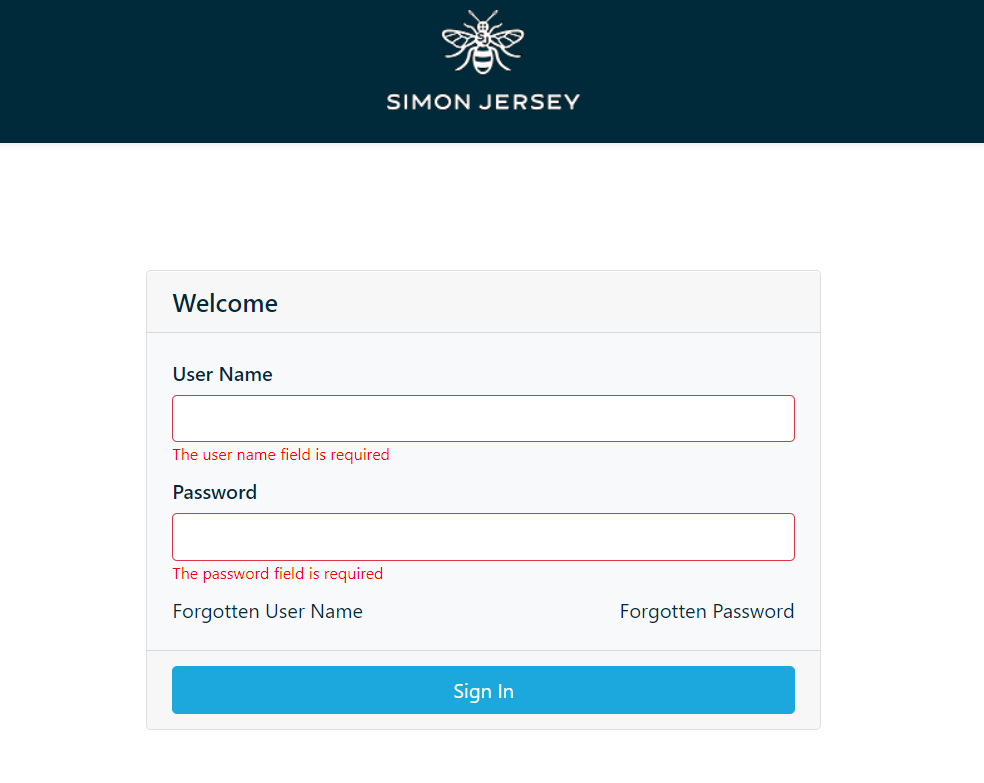 SJ
SIMON JERSEY
Welcome
User Name
The user name field is required
Password
The password field is required
Forgotten User Name Forgotten Password
Sign In